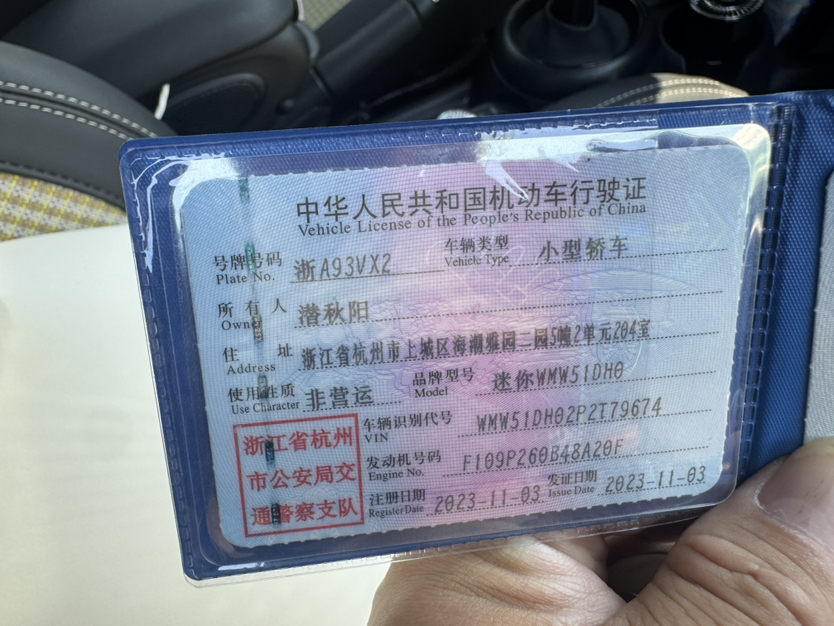 中华人民共和国机动车行驶证
Vehicle License of the People's Republic of China
号牌号码 浙A93VX2 车辆类型 小型轿车
Plate No. Vehicle Type
所有人 潜秋阳
Owner
住址 浙江省杭州市上城区海潮雅园二园5幢2单元204室
Address
使用性质 非营运 品牌型号 迷你WMW51DH0
Use Character Model
浙江省杭州
市公安局交
通警察支队
车辆识别代号 WMW51DH02P2T79674
VIN
发动机号码 F109P260B48A20F
Engine No.
注册日期 2023-11-03 发证日期 2023-11-03
Register Date Issue Date